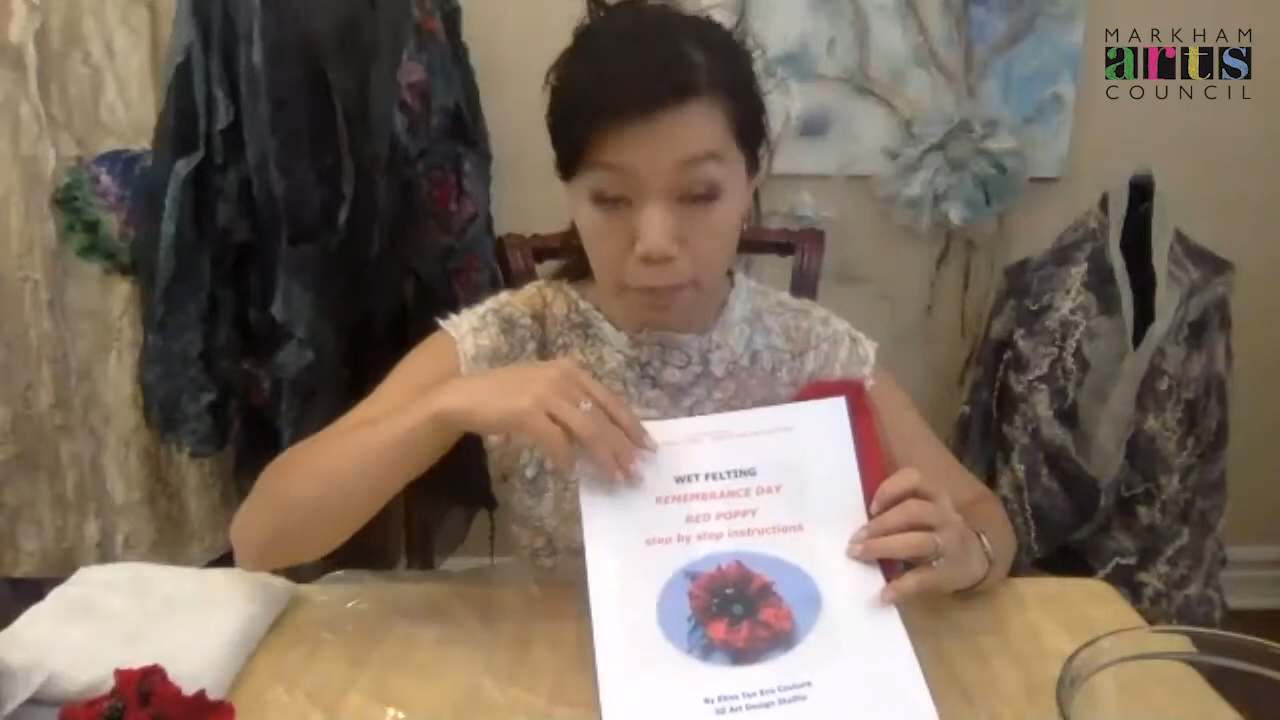 MARKHAM
arts
COUNCIL
WET FELTING
REMEMBRANCE DAY
RED POPPY
step by step instructions
3D Art Design Studio